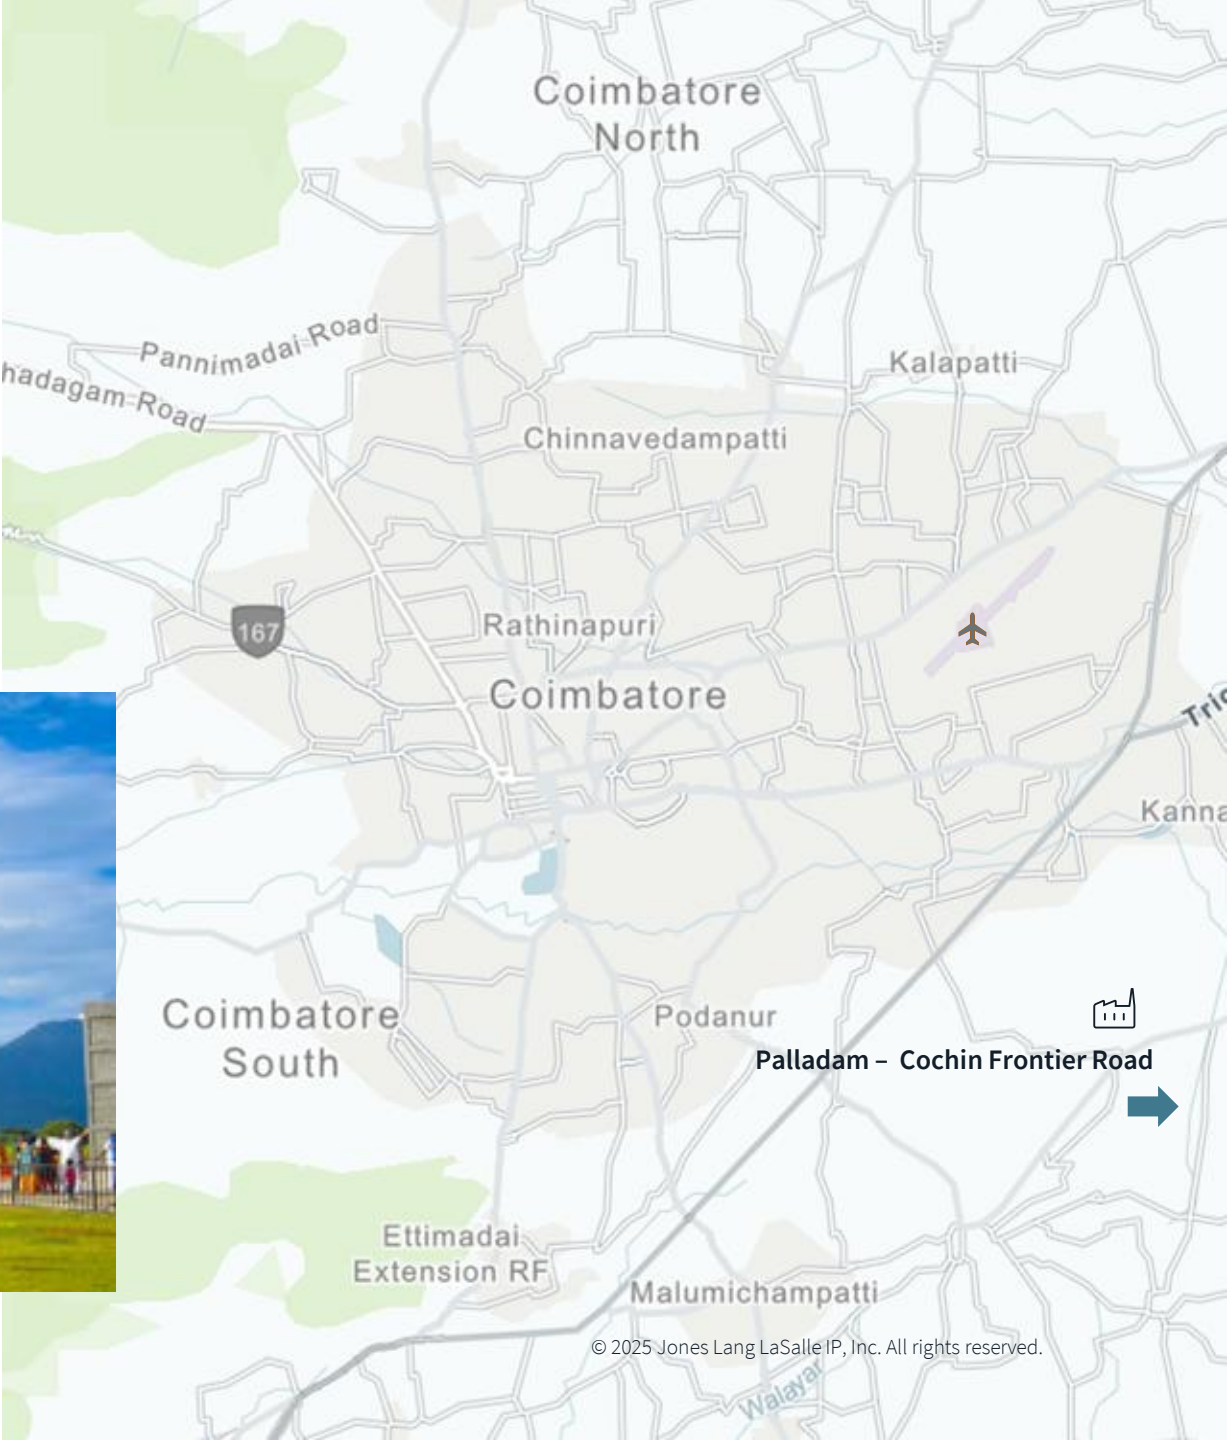 Coimbatore
North
Pannimadai Road
hadagam Road
Kalapatti
Chinnavedampatti
167
Rathinapuri
Coimbatore
Tric
Kanna
Coimbatore
South
Podanur
Palladam – Cochin Frontier Road
Ettimadai
Extension RF
Malumichampatti
© 2025 Jones Lang LaSalle IP, Inc. All rights reserved.
Walayar